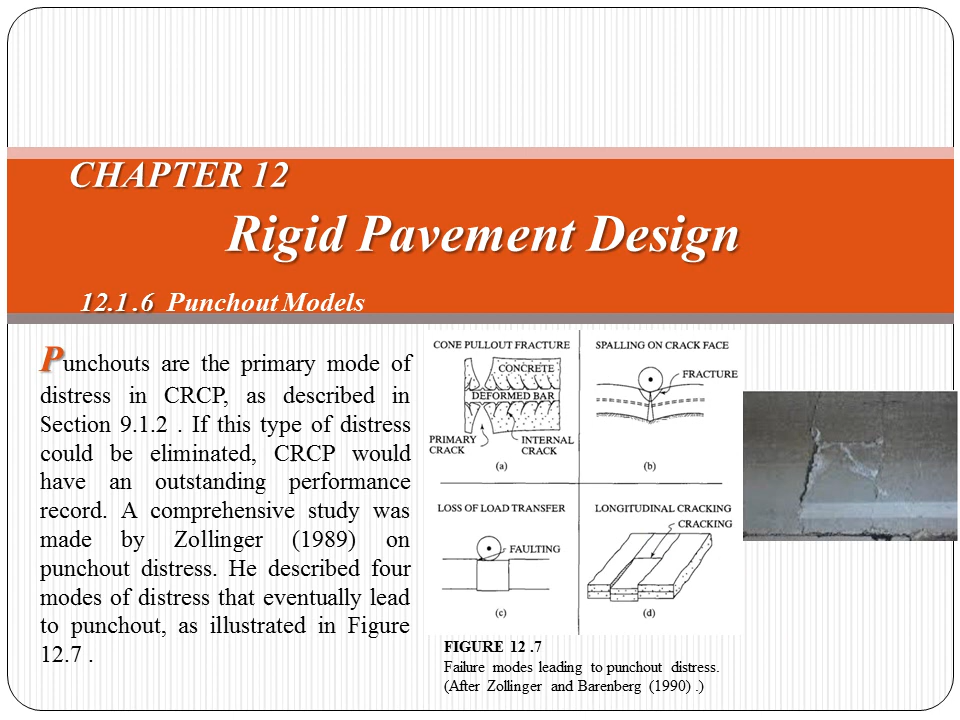 CHAPTER 12
Rigid Pavement Design
12.1 .6 Punchout Models
Punchouts are the primary mode of
distress in CRCP, as described in
Section 9.1.2 . If this type of distress
could be eliminated, CRCP would
have an outstanding performance
record. A comprehensive study was
made by Zollinger (1989) on
punchout distress. He described four
modes of distress that eventually lead
to punchout, as illustrated in Figure
12.7 .
CONE PULLOUT FRACTURE
CONCRETE
DEFORMED BAR
PRIMARY
CRACK
INTERNAL
CRACK
(a)
SPALLING ON CRACK FACE
FRACTURE
(b)
LOSS OF LOAD TRANSFER
FAULTING
(c)
LONGITUDINAL CRACKING
CRACKING
(d)
FIGURE 12 .7
Failure modes leading to punchout distress.
(After Zollinger and Barenberg (1990) .)